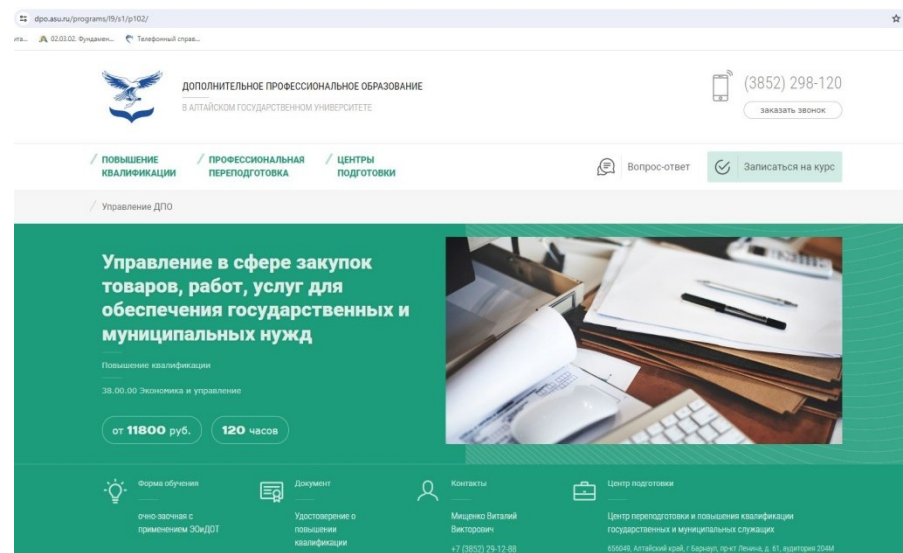 dpo.asu.ru/programs/l9/s1/p102/
02.03.02. Фундамен...
Телефонный справ...
ДОПОЛНИТЕЛЬНОЕ ПРОФЕССИОНАЛЬНОЕ ОБРАЗОВАНИЕ
В АЛТАЙСКОМ ГОСУДАРСТВЕННОМ УНИВЕРСИТЕТЕ
(3852) 298-120
заказать звонок
ПОВЫШЕНИЕ
КВАЛИФИКАЦИИ
ПРОФЕССИОНАЛЬНАЯ
ПЕРЕПОДГОТОВКА
ЦЕНТРЫ
ПОДГОТОВКИ
Вопрос-ответ
Записаться на курс
Управление ДПО
Управление в сфере закупок
товаров, работ, услуг для
обеспечения государственных и
муниципальных нужд
Повышение квалификации
38.00.00 Экономика и управление
от 11800 руб.
120 часов
Форма обучения
очно-заочная с
применением ЭОиДОТ
Документ
Удостоверение о
повышении
квалификации
Контакты
Мищенко Виталий
Викторович
+7 (3852) 29-12-88
Центр подготовки
Центр переподготовки и повышения квалификации
государственных и муниципальных служащих
656049, Алтайский край, г Барнаул, пр-кт Ленина, д. 61, аудитория 204М